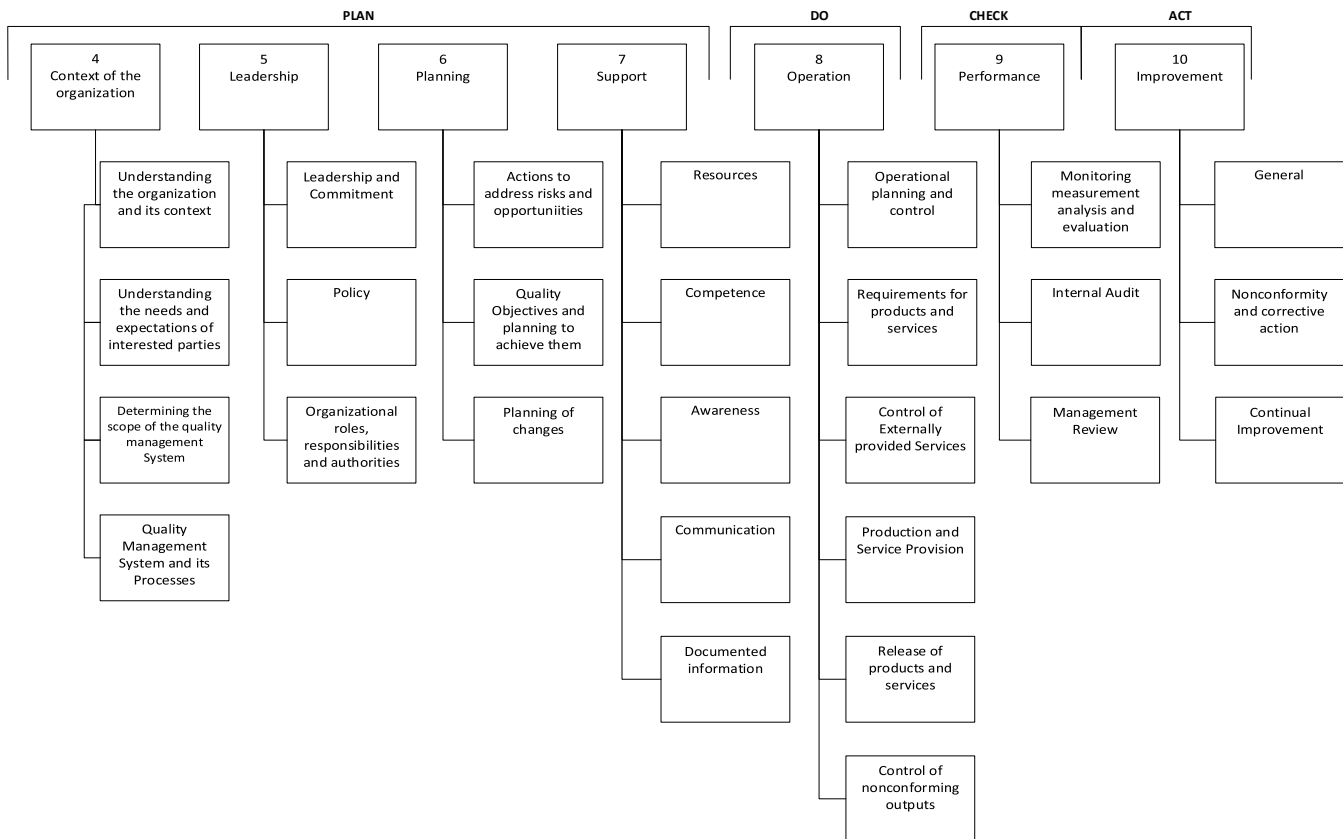 PLAN
DO
CHECK
ACT
4
Context of the
organization
5
Leadership
6
Planning
7
Support
8
Operation
9
Performance
10
Improvement
Understanding
the organization
and its context
Understanding
the needs and
expectations of
interested parties
Determining the
scope of the quality
management
System
Quality
Management
System and its
Processes
Leadership and
Commitment
Policy
Organizational
roles,
responsibilities
and authorities
Actions to
address risks and
opportuniities
Quality
Objectives and
planning to
achieve them
Planning of
changes
Resources
Competence
Awareness
Communication
Documented
information
Operational
planning and
control
Requirements for
products and
services
Control of
Externally
provided Services
Production and
Service Provision
Release of
products and
services
Control of
nonconforming
outputs
Monitoring
measurement
analysis and
evaluation
Internal Audit
Management
Review
General
Nonconformity
and corrective
action
Continual
Improvement